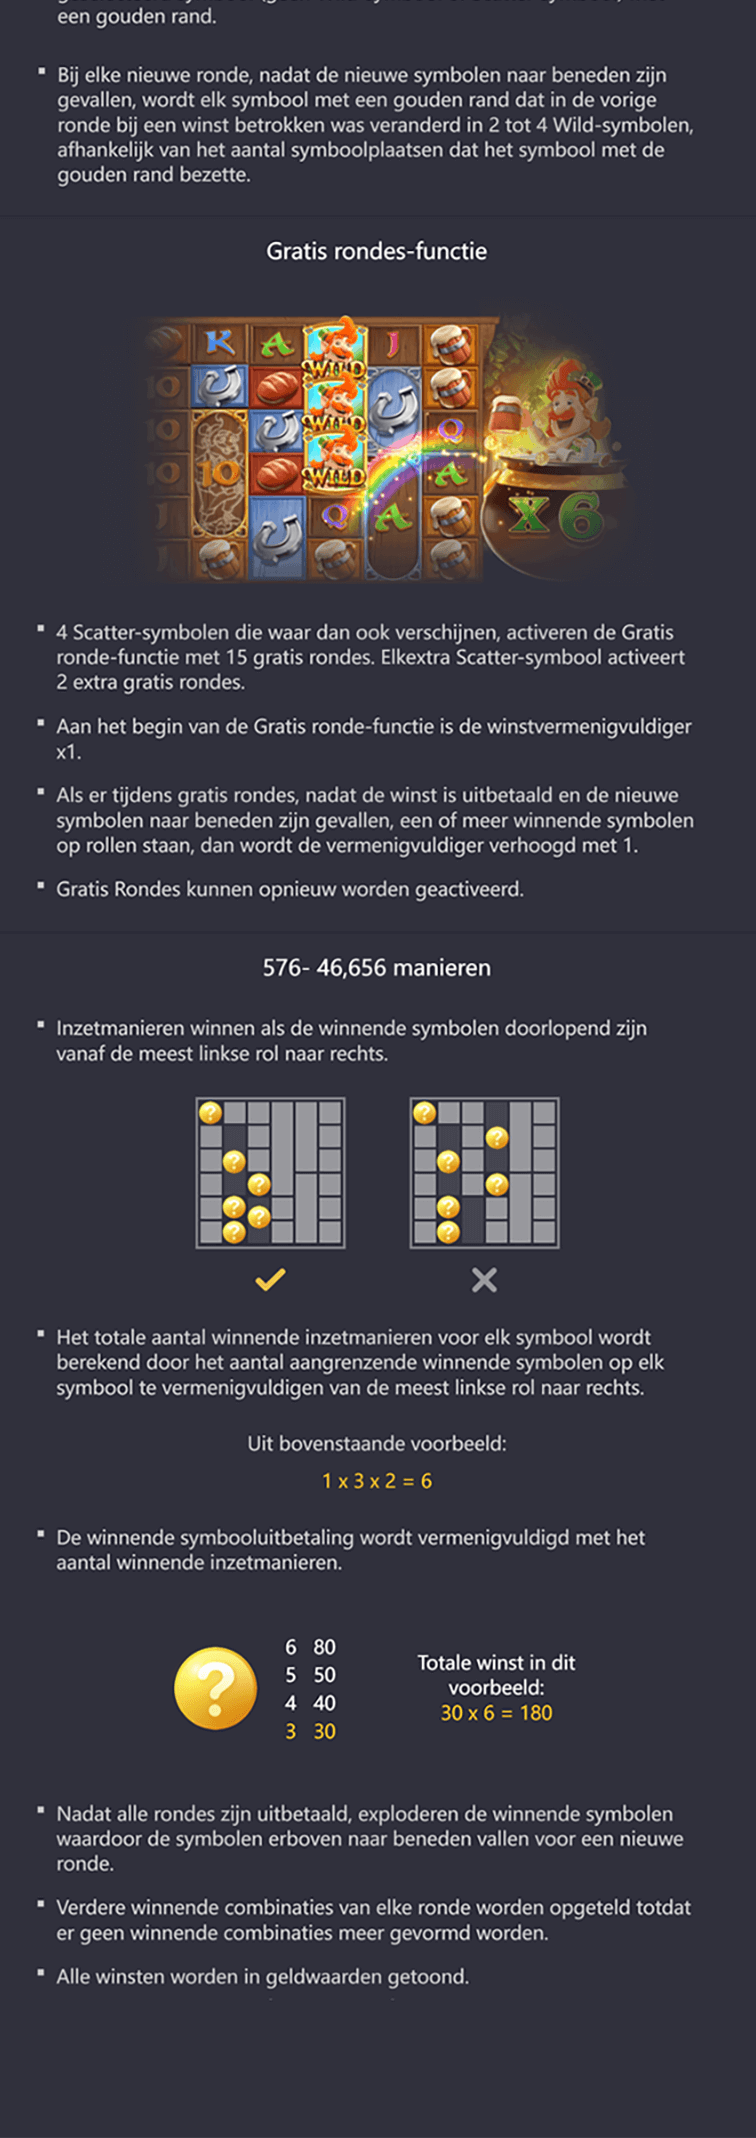 een gouden rand.
Bij elke nieuwe ronde, nadat de nieuwe symbolen naar beneden zijn
gevallen, wordt elk symbool met een gouden rand dat in de vorige
ronde bij een winst betrokken was veranderd in 2 tot 4 Wild-symbolen,
afhankelijk van het aantal symboolplaatsen dat het symbool met de
gouden rand bezette.
Gratis rondes-functie
K A WILD J
10 WILD
10 WILD Q
10 10 WILD A
J Q A x6
J
4 Scatter-symbolen die waar dan ook verschijnen, activeren de Gratis
ronde-functie met 15 gratis rondes. Elkextra Scatter-symbool activeert
2 extra gratis rondes.
Aan het begin van de Gratis ronde-functie is de winstvermenigvuldiger
x1.
Als er tijdens gratis rondes, nadat de winst is uitbetaald en de nieuwe
symbolen naar beneden zijn gevallen, een of meer winnende symbolen
op rollen staan, dan wordt de vermenigvuldiger verhoogd met 1.
Gratis Rondes kunnen opnieuw worden geactiveerd.
576- 46,656 manieren
Inzetmanieren winnen als de winnende symbolen doorlopend zijn
vanaf de meest linkse rol naar rechts.
? ?
?
? ?
? ?
? ? ?
? ?
Het totale aantal winnende inzetmanieren voor elk symbool wordt
berekend door het aantal aangrenzende winnende symbolen op elk
symbool te vermenigvuldigen van de meest linkse rol naar rechts.
Uit bovenstaande voorbeeld:
1 x 3 x 2 = 6
De winnende symbooluitbetaling wordt vermenigvuldigd met het
aantal winnende inzetmanieren.
?
6 80
5 50
4 40
3 30
Totale winst in dit
voorbeeld:
30 x 6 = 180
Nadat alle rondes zijn uitbetaald, exploderen de winnende symbolen
waardoor de symbolen erboven naar beneden vallen voor een nieuwe
ronde.
Verdere winnende combinaties van elke ronde worden opgeteld totdat
er geen winnende combinaties meer gevormd worden.
Alle winsten worden in geldwaarden getoond.